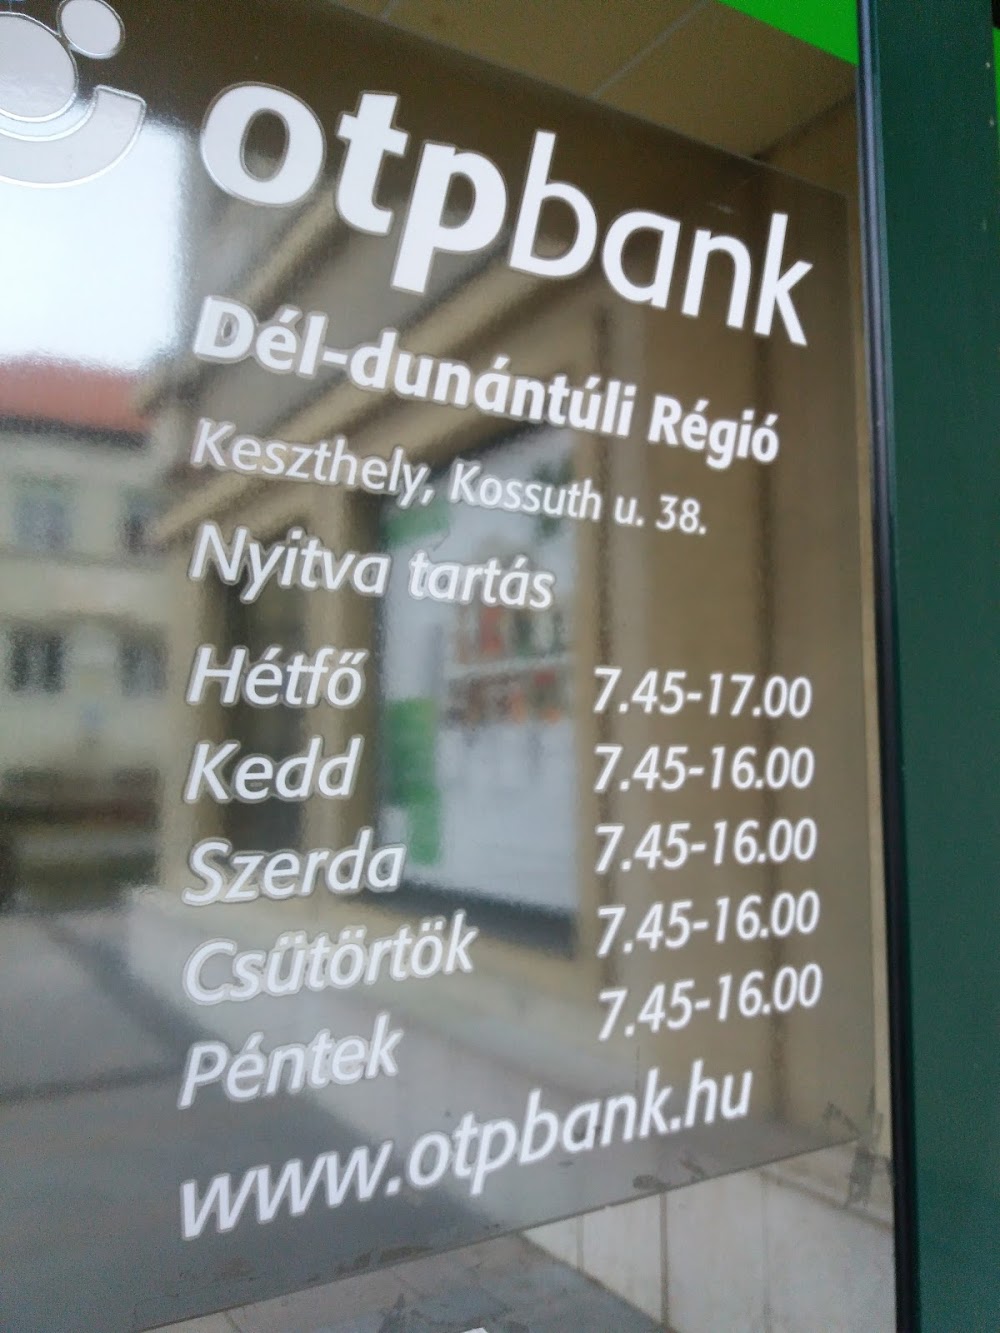 otpbank
Dél-dunántúli Régió
Keszthely, Kossuth u. 38.
Nyitva tartás
Hétfő 7.45-17.00
Kedd 7.45-16.00
Szerda 7.45-16.00
Csütörtök 7.45-16.00
Péntek 7.45-16.00
www.otpbank.hu